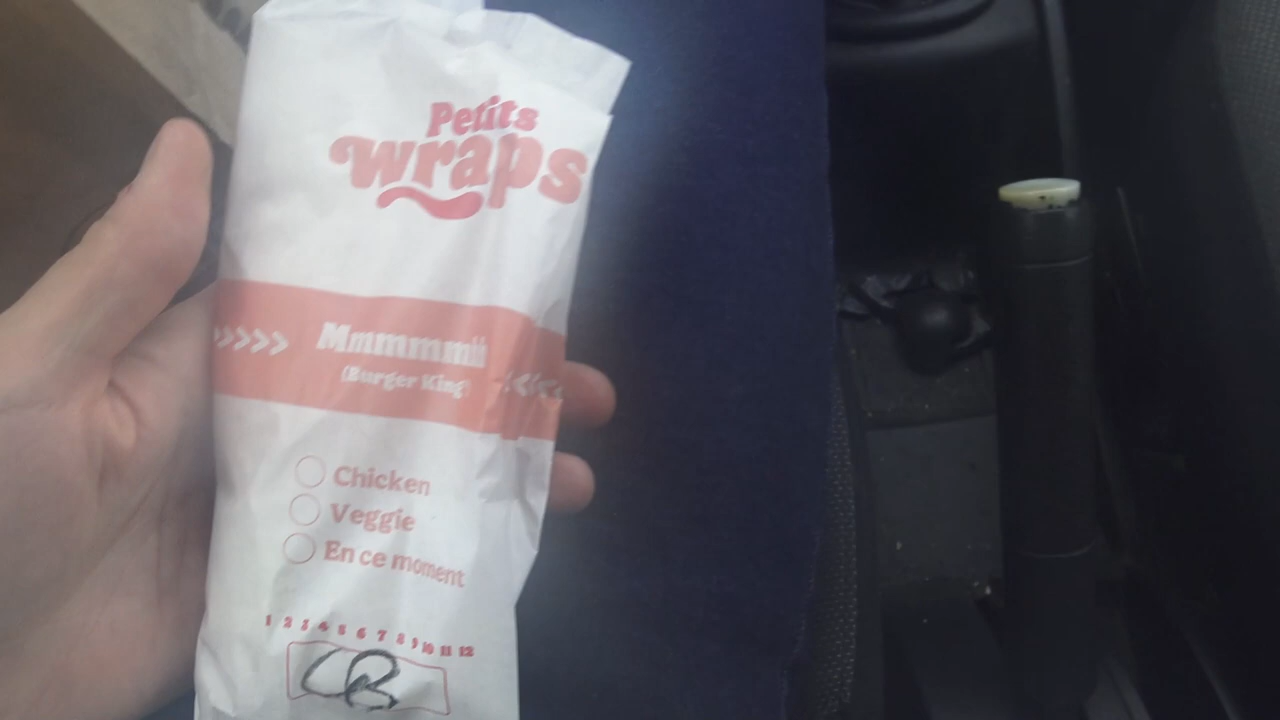 Petits
wraps
>>>>> Mmmmmm
(Burger King)
Chicken
Veggie
En ce moment
1 2 3 4 5 6 7 8 9 10 11 12
CB